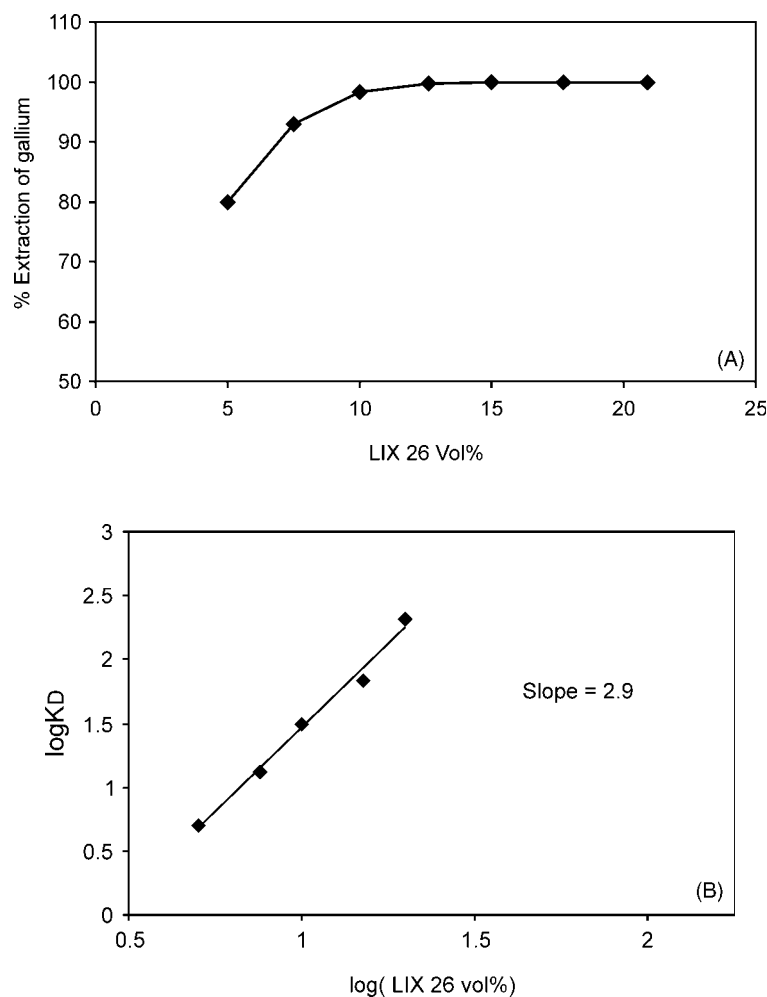 110
100
90
80
70
60
50
% Extraction of gallium
(A)
0 5 10 15 20 25
LIX 26 Vol%
3
2.5
2
1.5
1
0.5
0
logKD
Slope = 2.9
(B)
0.5 1 1.5 2
log( LIX 26 vol%)